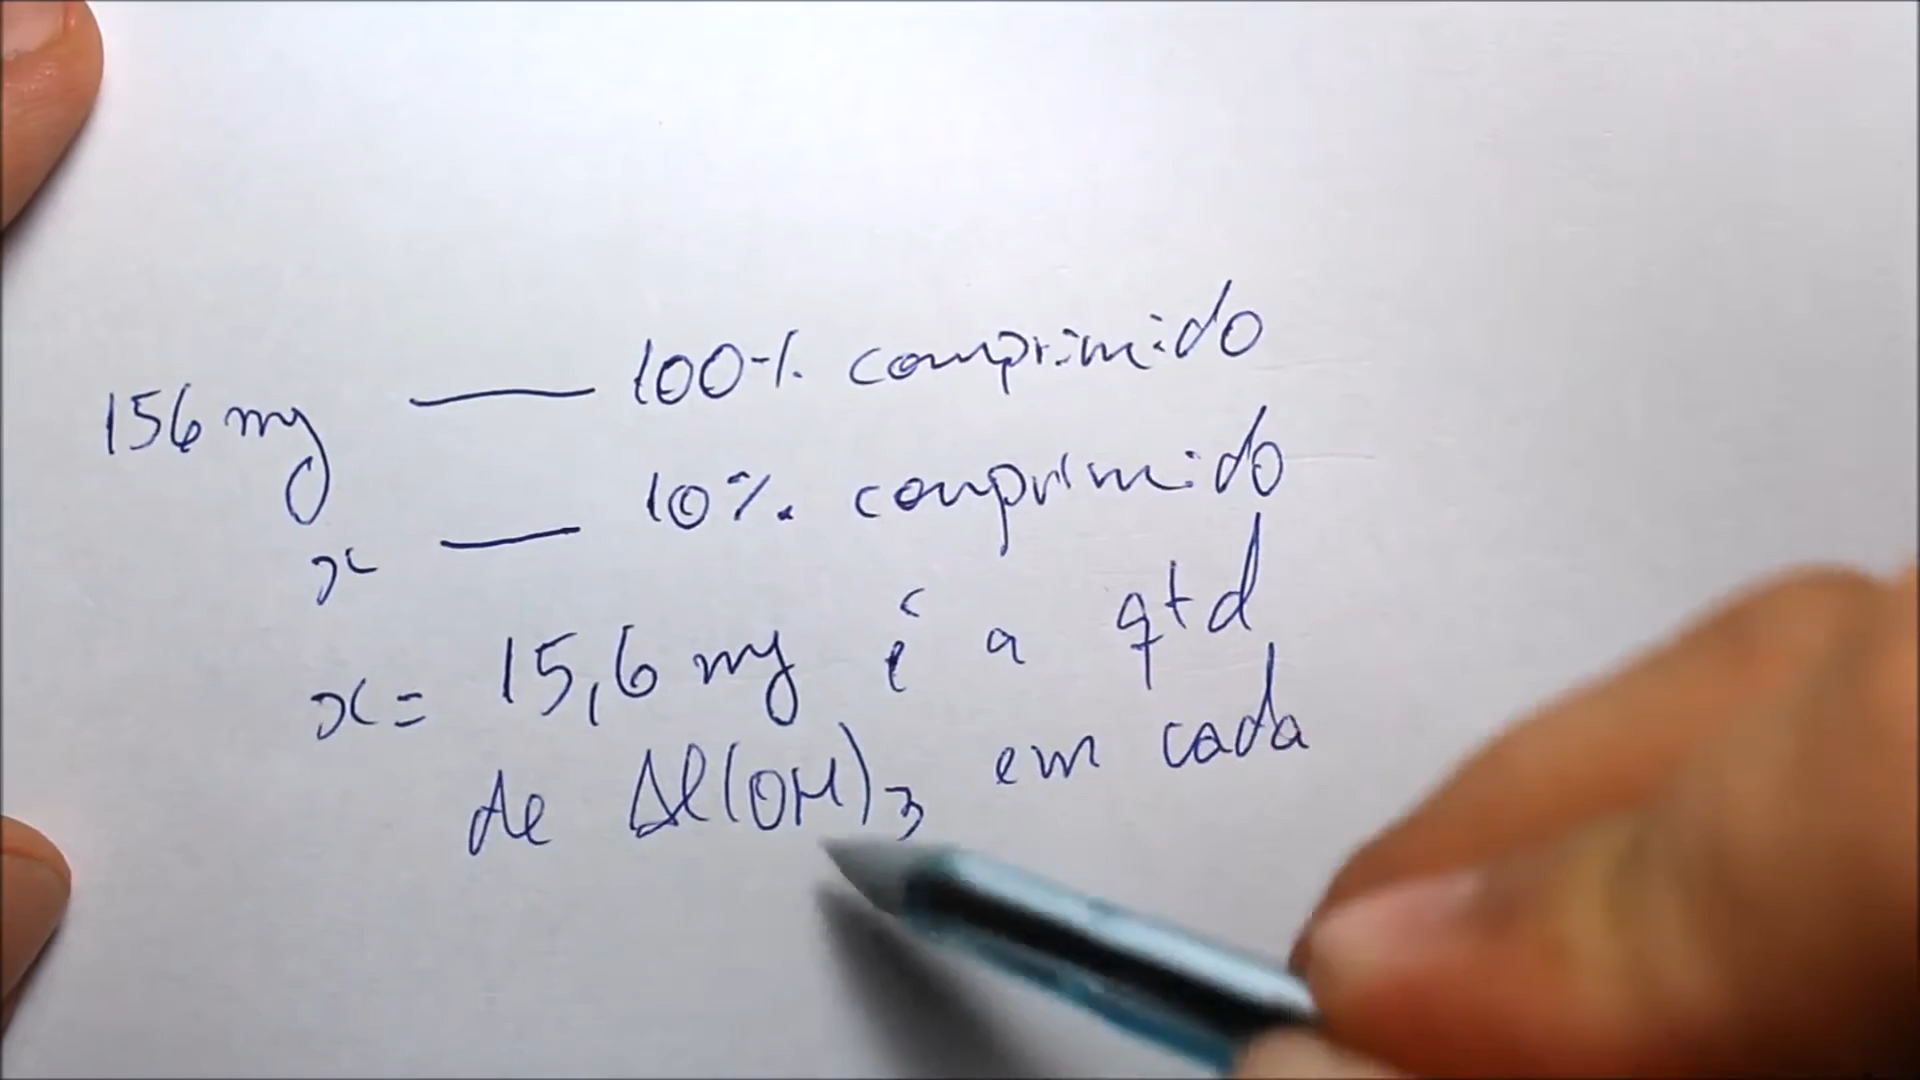 156 mg — 100% comprimido
x — 10% comprimido
x = 15,6 mg é a qtd
de Al(OH)3 em cada